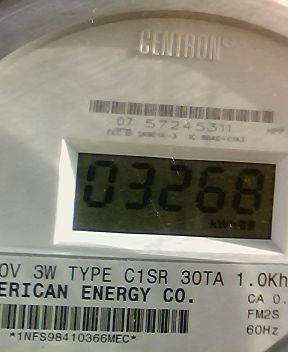 CENTRON®
07 57245311
03268
0V 3W TYPE C1SR 30TA 1.0Kh
ERICAN ENERGY CO.
CA 0.
FM2S
60Hz
*1NFS98410366MEC*